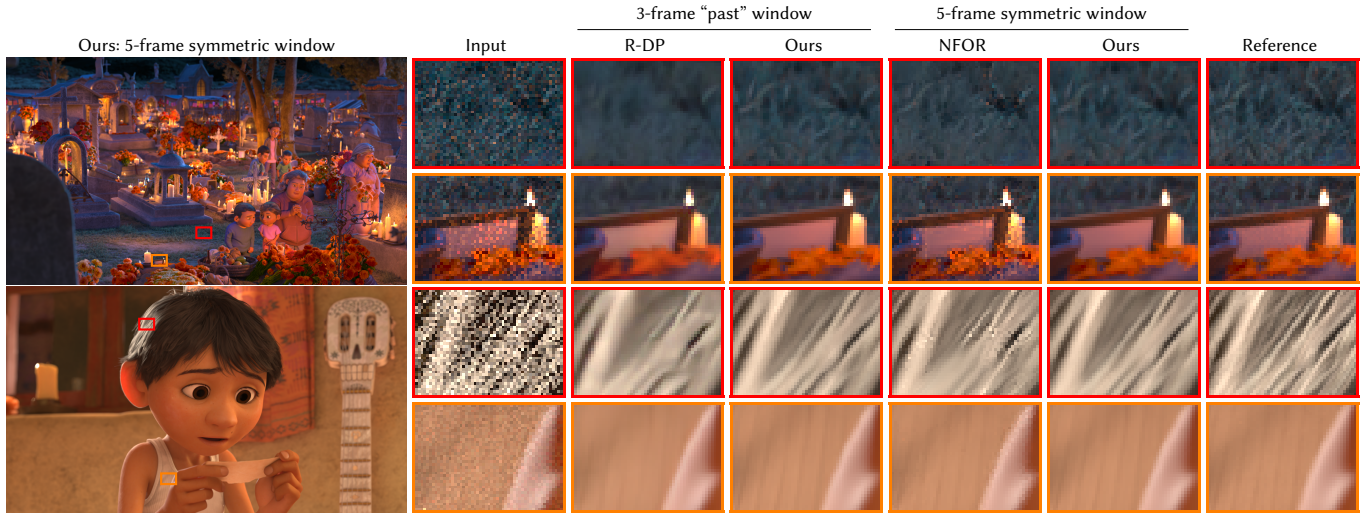 3-frame “past” window
5-frame symmetric window
Ours: 5-frame symmetric window
Input
R-DP
Ours
NFOR
Ours
Reference